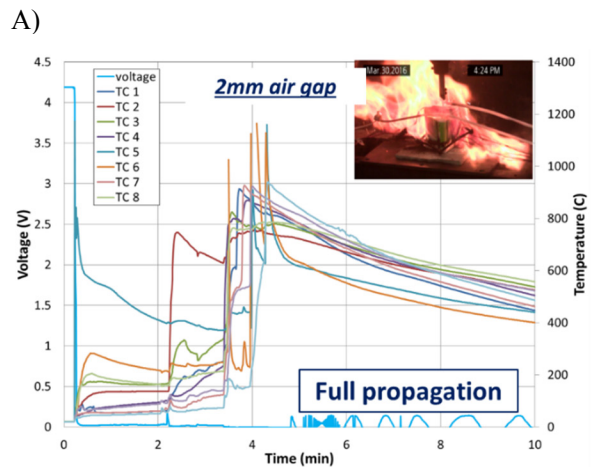 A)
2mm air gap
Mar 30 2016 4:24 PM
voltage
TC 1
TC 2
TC 3
TC 4
TC 5
TC 6
TC 7
TC 8
Voltage (V)
4.5
4
3.5
3
2.5
2
1.5
1
0.5
0
Temperature (C)
1400
1200
1000
800
600
400
200
0
Full propagation
0 2 4 6 8 10
Time (min)